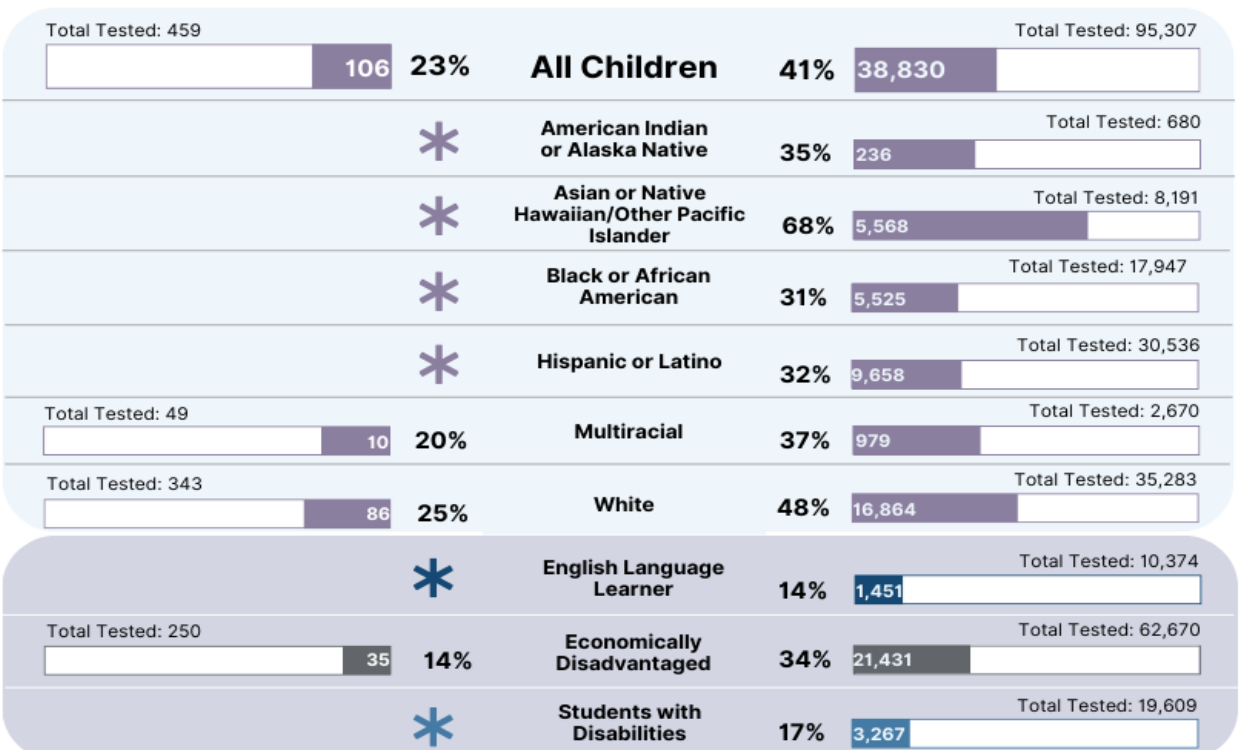 Total Tested: 459
106
23%
All Children
41%
Total Tested: 95,307
38,830
American Indian
or Alaska Native
35%
Total Tested: 680
236
Asian or Native
Hawaiian/Other Pacific
Islander
68%
Total Tested: 8,191
5,568
Black or African
American
31%
Total Tested: 17,947
5,525
Hispanic or Latino
32%
Total Tested: 30,536
9,658
Total Tested: 49
10
20%
Multiracial
37%
Total Tested: 2,670
979
Total Tested: 343
86
25%
White
48%
Total Tested: 35,283
16,864
English Language
Learner
14%
Total Tested: 10,374
1,451
Total Tested: 250
35
14%
Economically
Disadvantaged
34%
Total Tested: 62,670
21,431
Students with
Disabilities
17%
Total Tested: 19,609
3,267